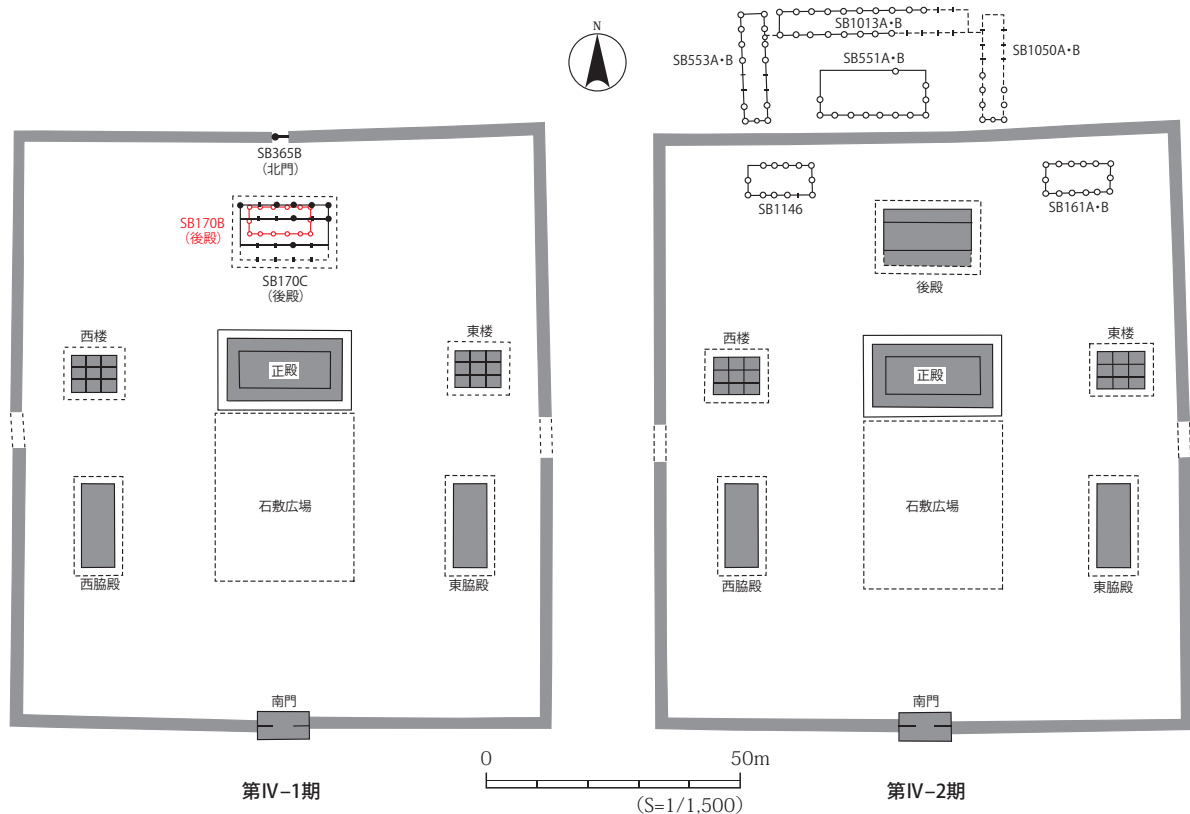 N
SB1013A・B
SB553A・B
SB551A・B
SB1050A・B
SB365B
(北門)
SB170B
(後殿)
SB170C
(後殿)
西楼
東楼
正殿
石敷広場
西脇殿
東脇殿
南門
第Ⅳ−1期
SB1146
SB161A・B
後殿
西楼
東楼
正殿
石敷広場
西脇殿
東脇殿
南門
第Ⅳ−2期
0
50m
(S=1/1,500)